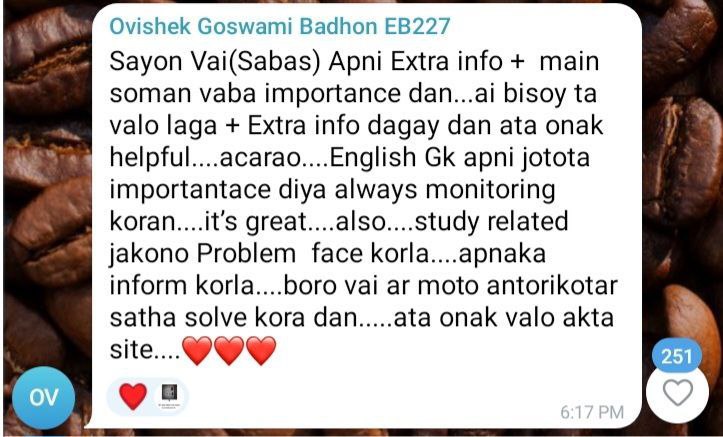 Ovishek Goswami Badhon EB227
Sayon Vai(Sabas) Apni Extra info + main
soman vaba importance dan...ai bisoy ta
valo laga + Extra info dagay dan ata onak
helpful....acarao....English Gk apni jotota
importantace diya always monitoring
koran....it's great....also....study related
jakono Problem face korla....apnaka
inform korla....boro vai ar moto antorikotar
satha solve kora dan.....ata onak valo akta
site....❤️❤️❤️
251
OV
6:17 PM